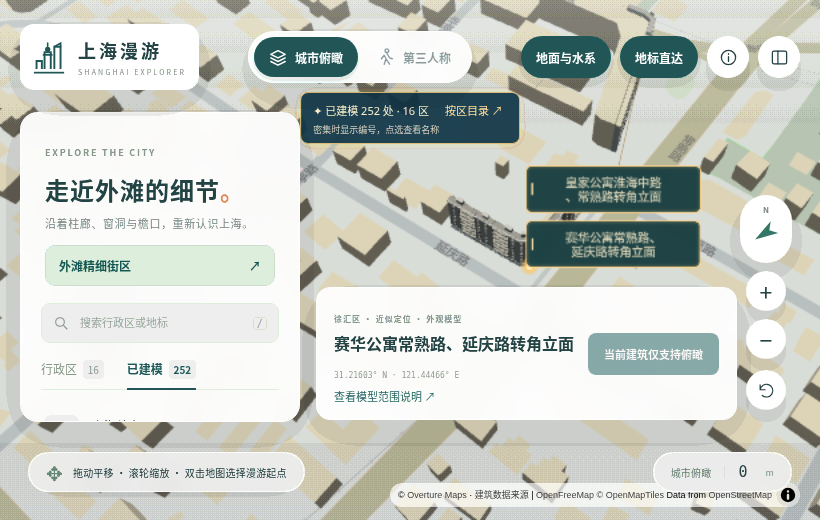 上海漫游
SHANGHAI EXPLORER
城市俯瞰
第三人称
地面与水系
地标直达
✦ 已建模 252 处 · 16 区 按区目录 ↗
密集时显示编号，点选查看名称
EXPLORE THE CITY
走近外滩的细节。
沿着柱廊、窗洞与檐口，重新认识上海。
外滩精细街区 ↗
搜索行政区或地标 /
行政区 16 已建模 252
皇家公寓淮海中路
、常熟路转角立面
赛华公寓常熟路、
延庆路转角立面
延庆路
N
徐汇区 · 近似定位 · 外观模型
赛华公寓常熟路、延庆路转角立面
当前建筑仅支持俯瞰
31.21603° N · 121.44466° E
查看模型范围说明 ↗
拖动平移 · 滚轮缩放 · 双击地图选择漫游起点
城市俯瞰 0 m
© Overture Maps · 建筑数据来源 | OpenFreeMap © OpenMapTiles Data from OpenStreetMap